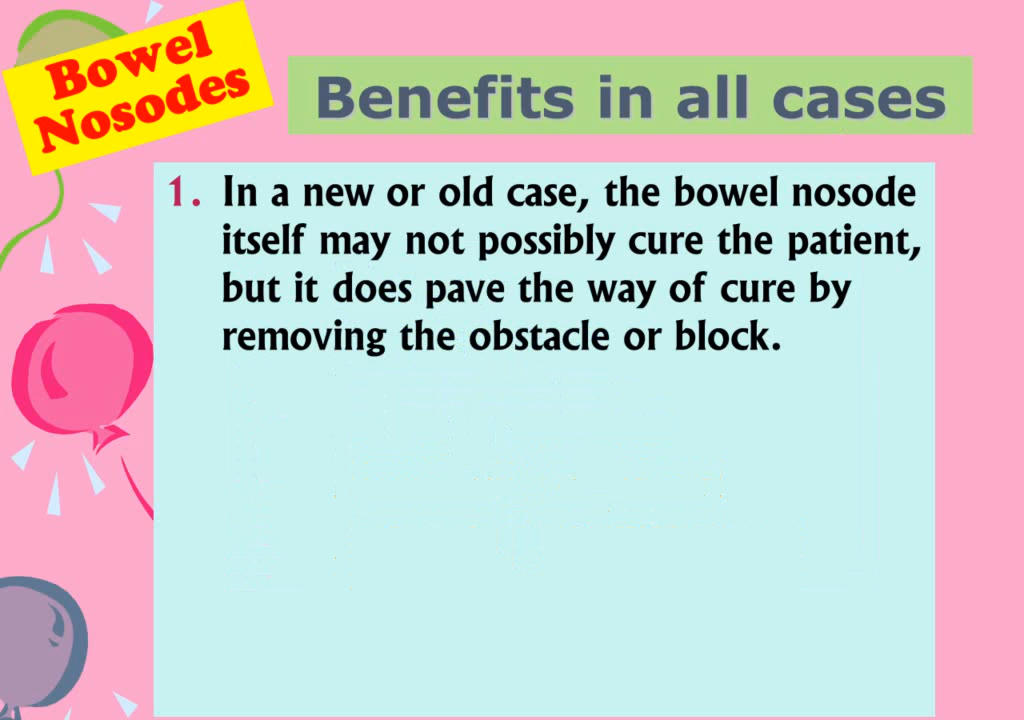 Bowel
Nosodes
Benefits in all cases
1. In a new or old case, the bowel nosode
itself may not possibly cure the patient,
but it does pave the way of cure by
removing the obstacle or block.